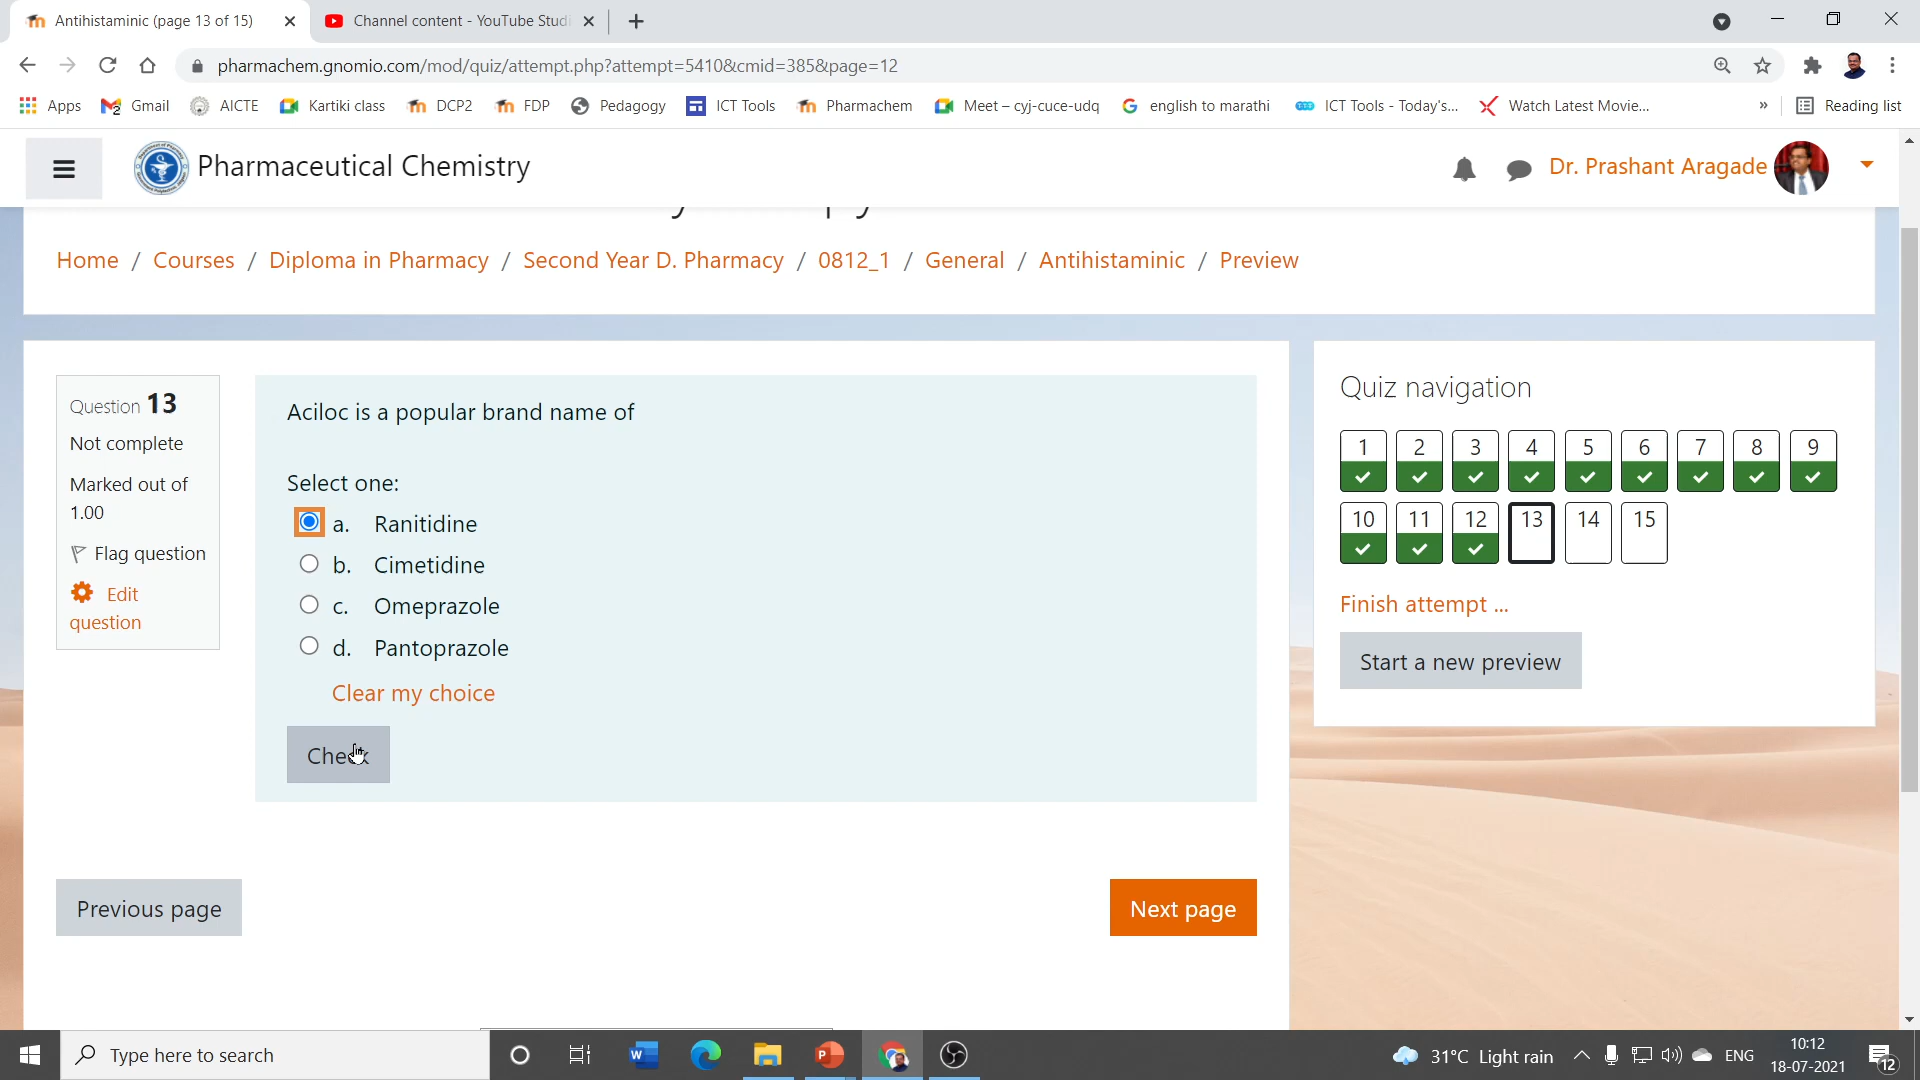 Antihistaminic (page 13 of 15)
Channel content - YouTube Studi
pharmachem.gnomio.com/mod/quiz/attempt.php?attempt=5410&cmid=385&page=12
Apps
Gmail
AICTE
Kartiki class
DCP2
FDP
Pedagogy
ICT Tools
Pharmachem
Meet – cyj-cuce-udq
english to marathi
ICT Tools - Today's...
Watch Latest Movie...
»
Reading list
Pharmaceutical Chemistry
Dr. Prashant Aragade
Home / Courses / Diploma in Pharmacy / Second Year D. Pharmacy / 0812_1 / General / Antihistaminic / Preview
Question 13
Not complete
Marked out of
1.00
Flag question
Edit
question
Aciloc is a popular brand name of
Select one:
a. Ranitidine
b. Cimetidine
c. Omeprazole
d. Pantoprazole
Clear my choice
Check
Previous page
Next page
Quiz navigation
1 2 3 4 5 6 7 8 9
10 11 12 13 14 15
Finish attempt ...
Start a new preview
Type here to search
31°C Light rain
ENG
10:12
18-07-2021
12